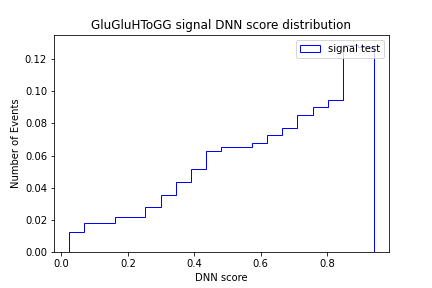 GluGluHToGG signal DNN score distribution
signal test
Number of Events
0.12
0.10
0.08
0.06
0.04
0.02
0.00
0.0 0.2 0.4 0.6 0.8
DNN score